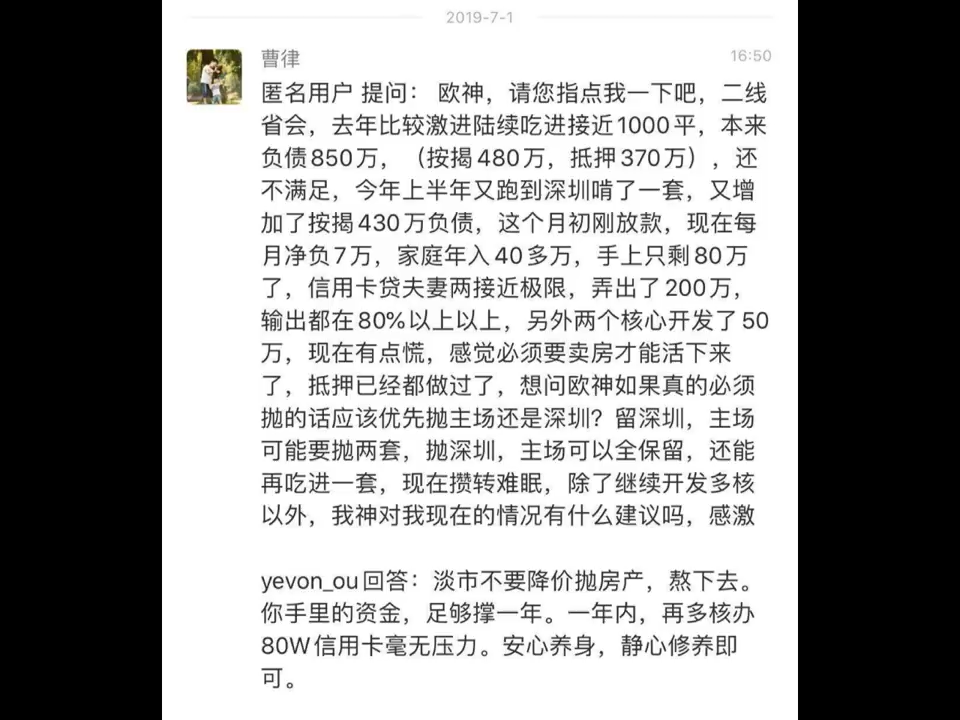 2019-7-1
曹律
16:50
匿名用户 提问： 欧神，请您指点我一下吧，二线
省会，去年比较激进陆续吃进接近1000平，本来
负债850万，（按揭480万，抵押370万），还
不满足，今年上半年又跑到深圳啃了一套，又增
加了按揭430万负债，这个月初刚放款，现在每
月净负7万，家庭年入40多万，手上只剩80万
了，信用卡贷夫妻两接近极限，弄出了200万，
输出都在80%以上以上，另外两个核心开发了50
万，现在有点慌，感觉必须要卖房才能活下来
了，抵押已经都做过了，想问欧神如果真的必须
抛的话应该优先抛主场还是深圳？留深圳，主场
可能要抛两套，抛深圳，主场可以全保留，还能
再吃进一套，现在攒转难眠，除了继续开发多核
以外，我神对我现在的情况有什么建议吗，感激
yevon_ou回答：淡市不要降价抛房产，熬下去。
你手里的资金，足够撑一年。一年内，再多核办
80W信用卡毫无压力。安心养身，静心修养即
可。